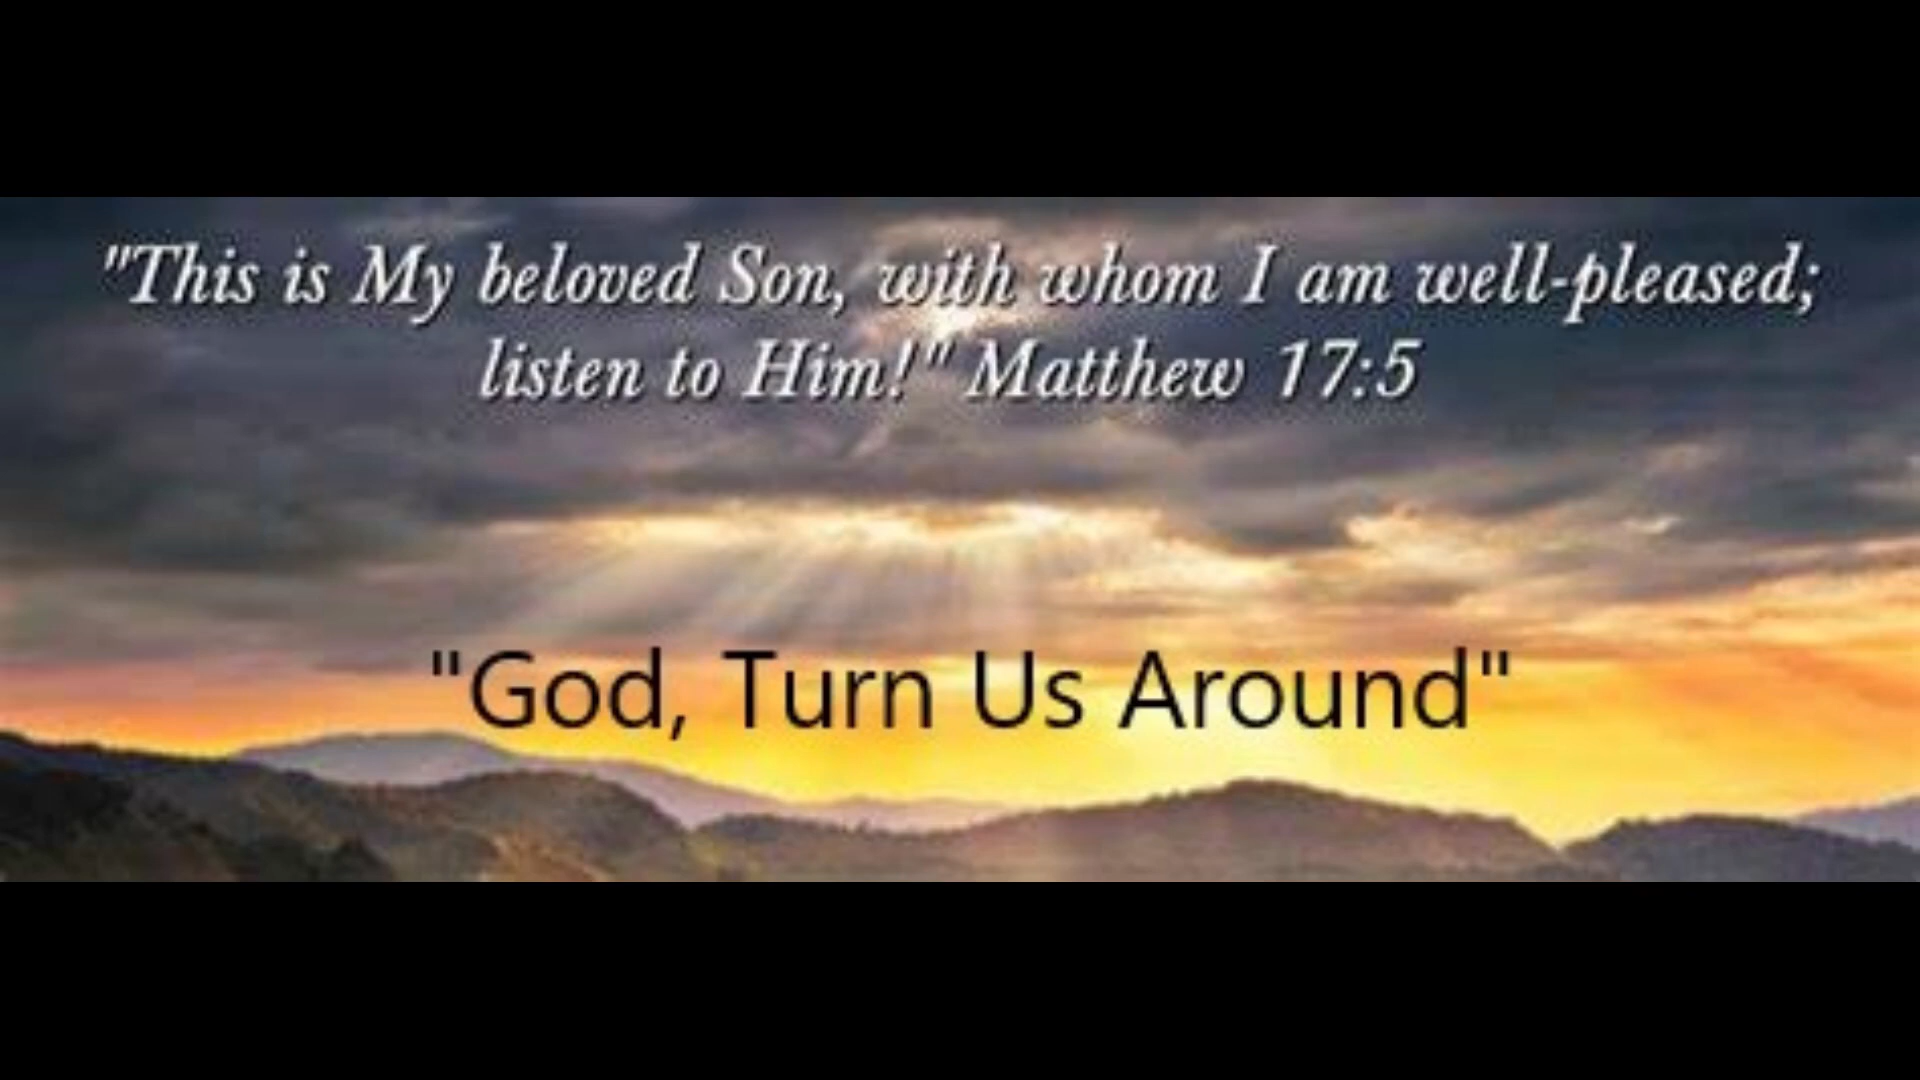 "This is My beloved Son, with whom I am well-pleased;
listen to Him!" Matthew 17:5
"God, Turn Us Around"